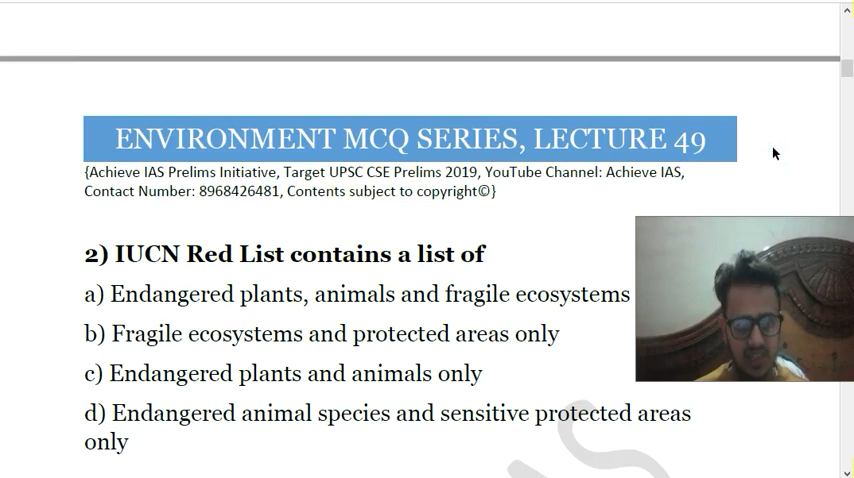 ENVIRONMENT MCQ SERIES, LECTURE 49
{Achieve IAS Prelims Initiative, Target UPSC CSE Prelims 2019, YouTube Channel: Achieve IAS,
Contact Number: 8968426481, Contents subject to copyright©}
2) IUCN Red List contains a list of
a) Endangered plants, animals and fragile ecosystems
b) Fragile ecosystems and protected areas only
c) Endangered plants and animals only
d) Endangered animal species and sensitive protected areas
only